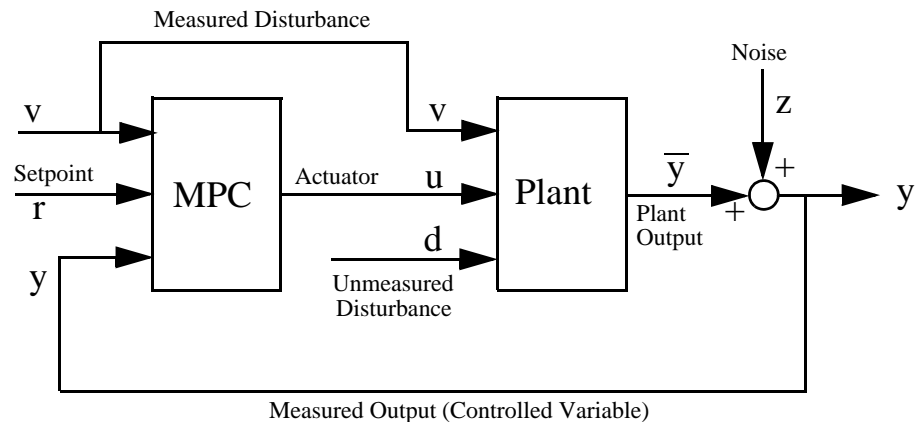 Measured Disturbance
Noise
v
v
z
Setpoint
r
MPC
Actuator
u
Plant
y̅
+
+
y
Plant
Output
y
d
Unmeasured
Disturbance
Measured Output (Controlled Variable)